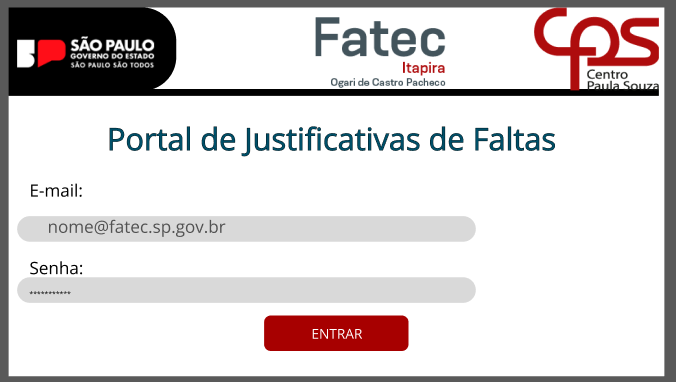 SÃO PAULO
GOVERNO DO ESTADO
SÃO PAULO SÃO TODOS
Fatec
Itapira
Ogari de Castro Pacheco
CPS
Centro
Paula Souza
Portal de Justificativas de Faltas
E-mail:
nome@fatec.sp.gov.br
Senha:
***********
ENTRAR